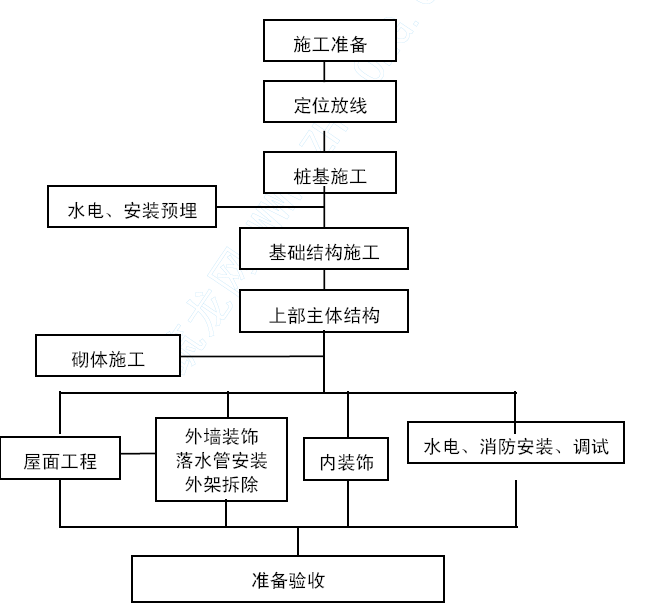 施工准备
定位放线
桩基施工
水电、安装预埋
基础结构施工
上部主体结构
砌体施工
屋面工程
外墙装饰
落水管安装
外架拆除
内装饰
水电、消防安装、调试
准备验收